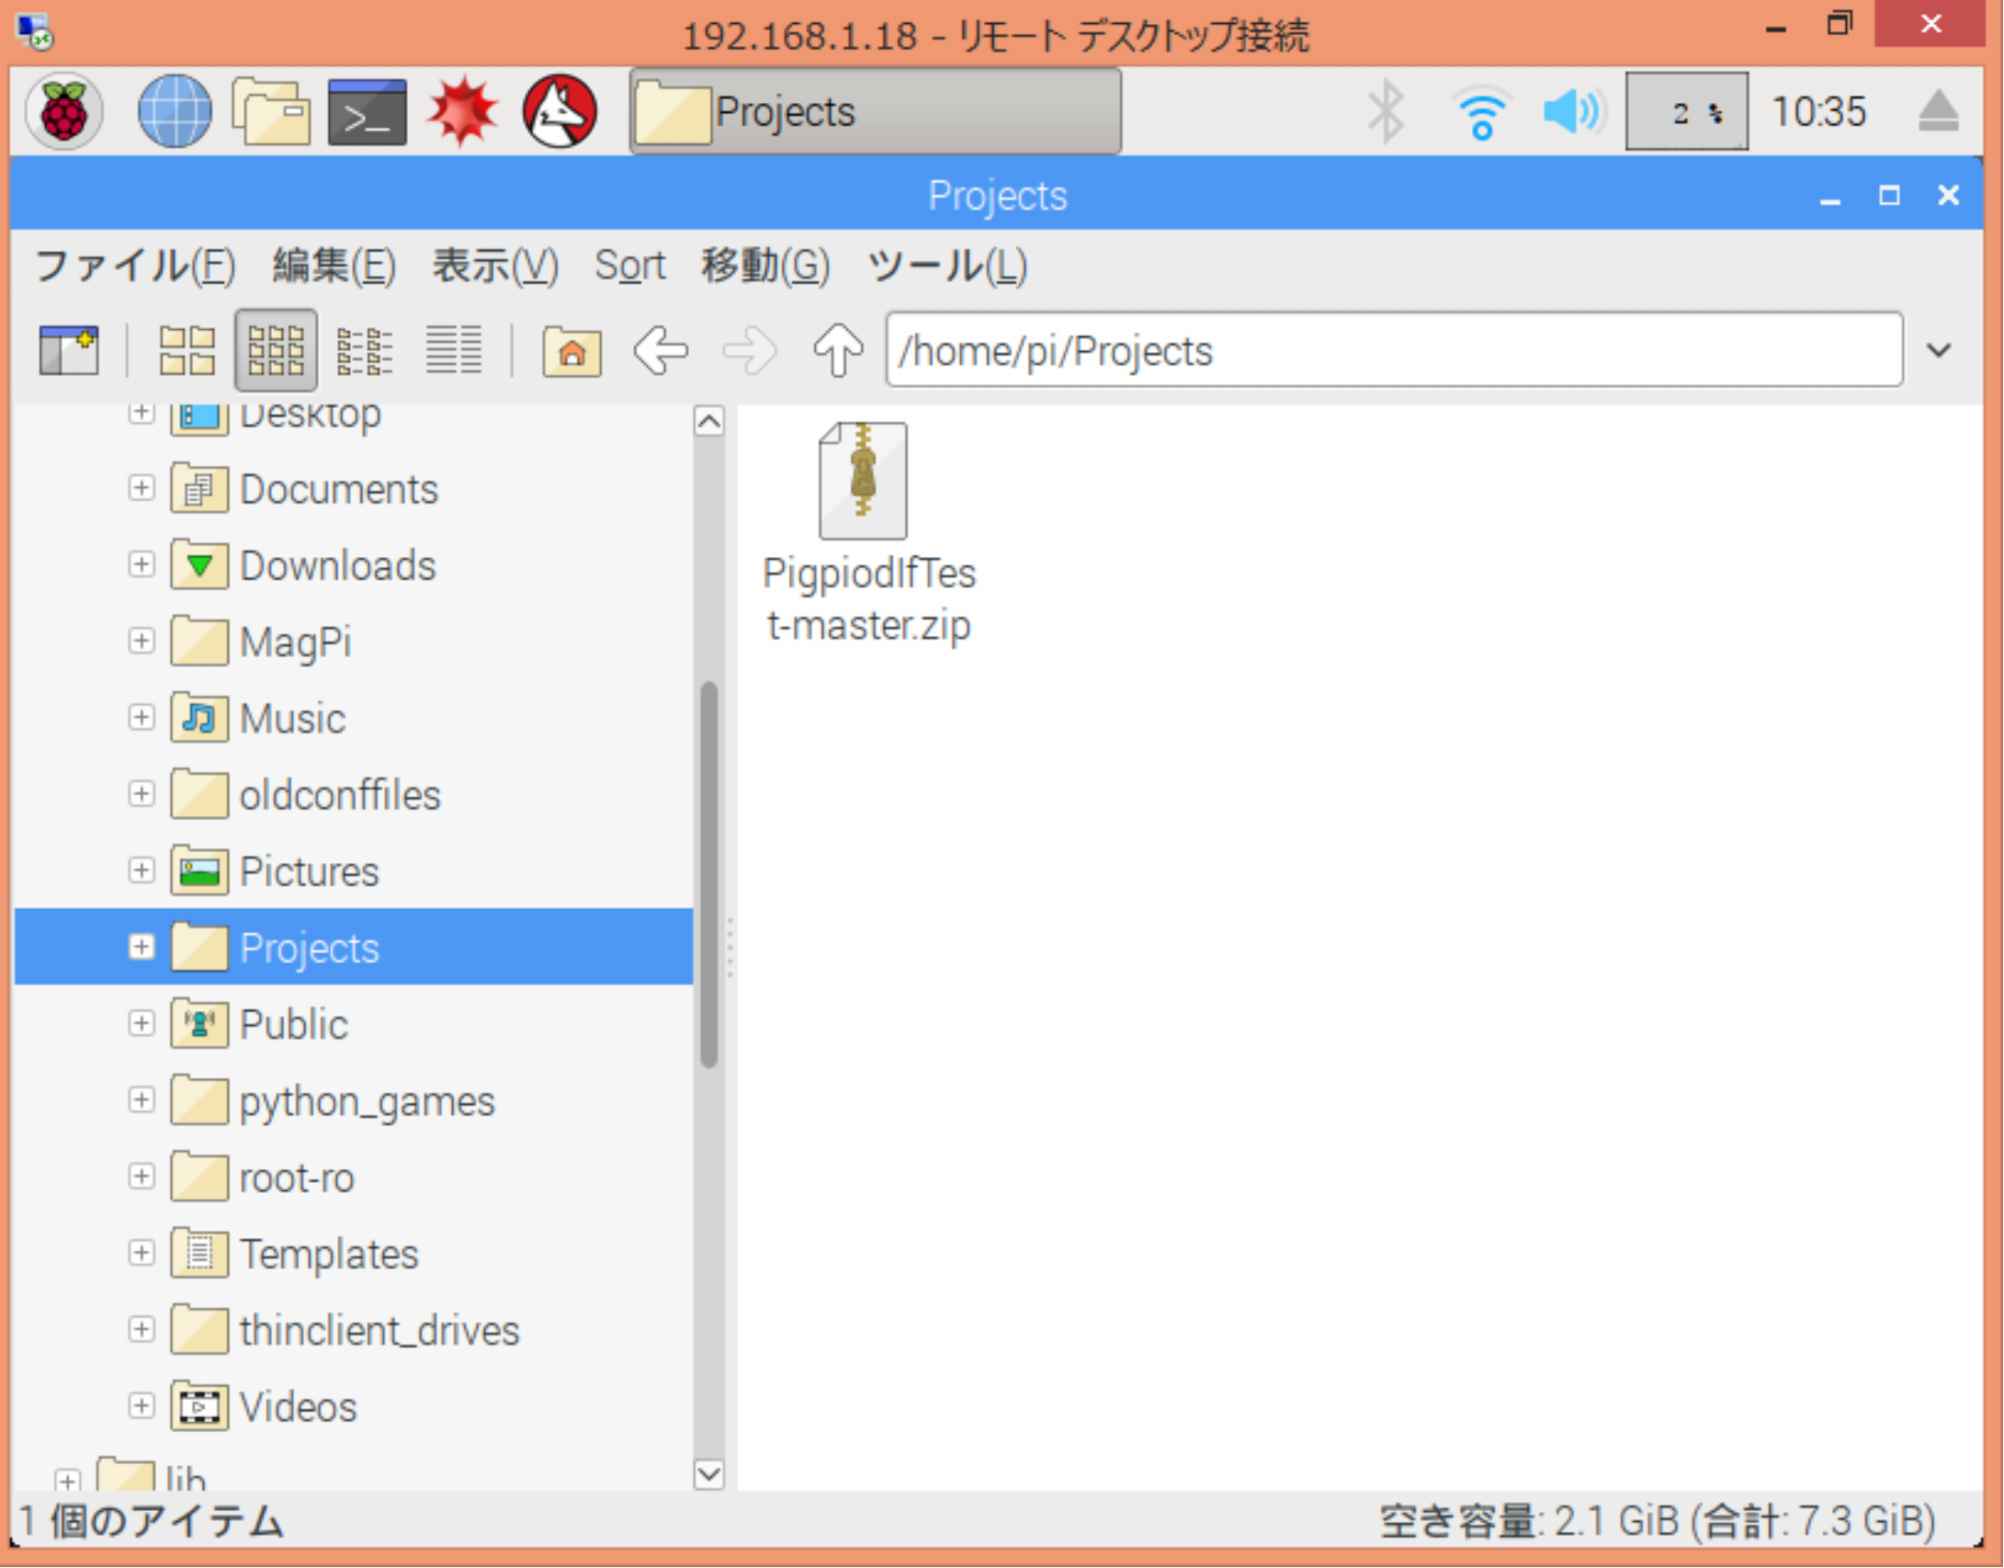 192.168.1.18 - リモート デスクトップ接続
>_
Projects
2 %
10:35
Projects
ファイル(F) 編集(E) 表示(V) Sort 移動(G) ツール(L)
/home/pi/Projects
Desktop
Documents
Downloads
MagPi
Music
oldconffiles
Pictures
Projects
Public
python_games
root-ro
Templates
thinclient_drives
Videos
lib
PigpiodIfTes
t-master.zip
1 個のアイテム
空き容量: 2.1 GiB (合計: 7.3 GiB)